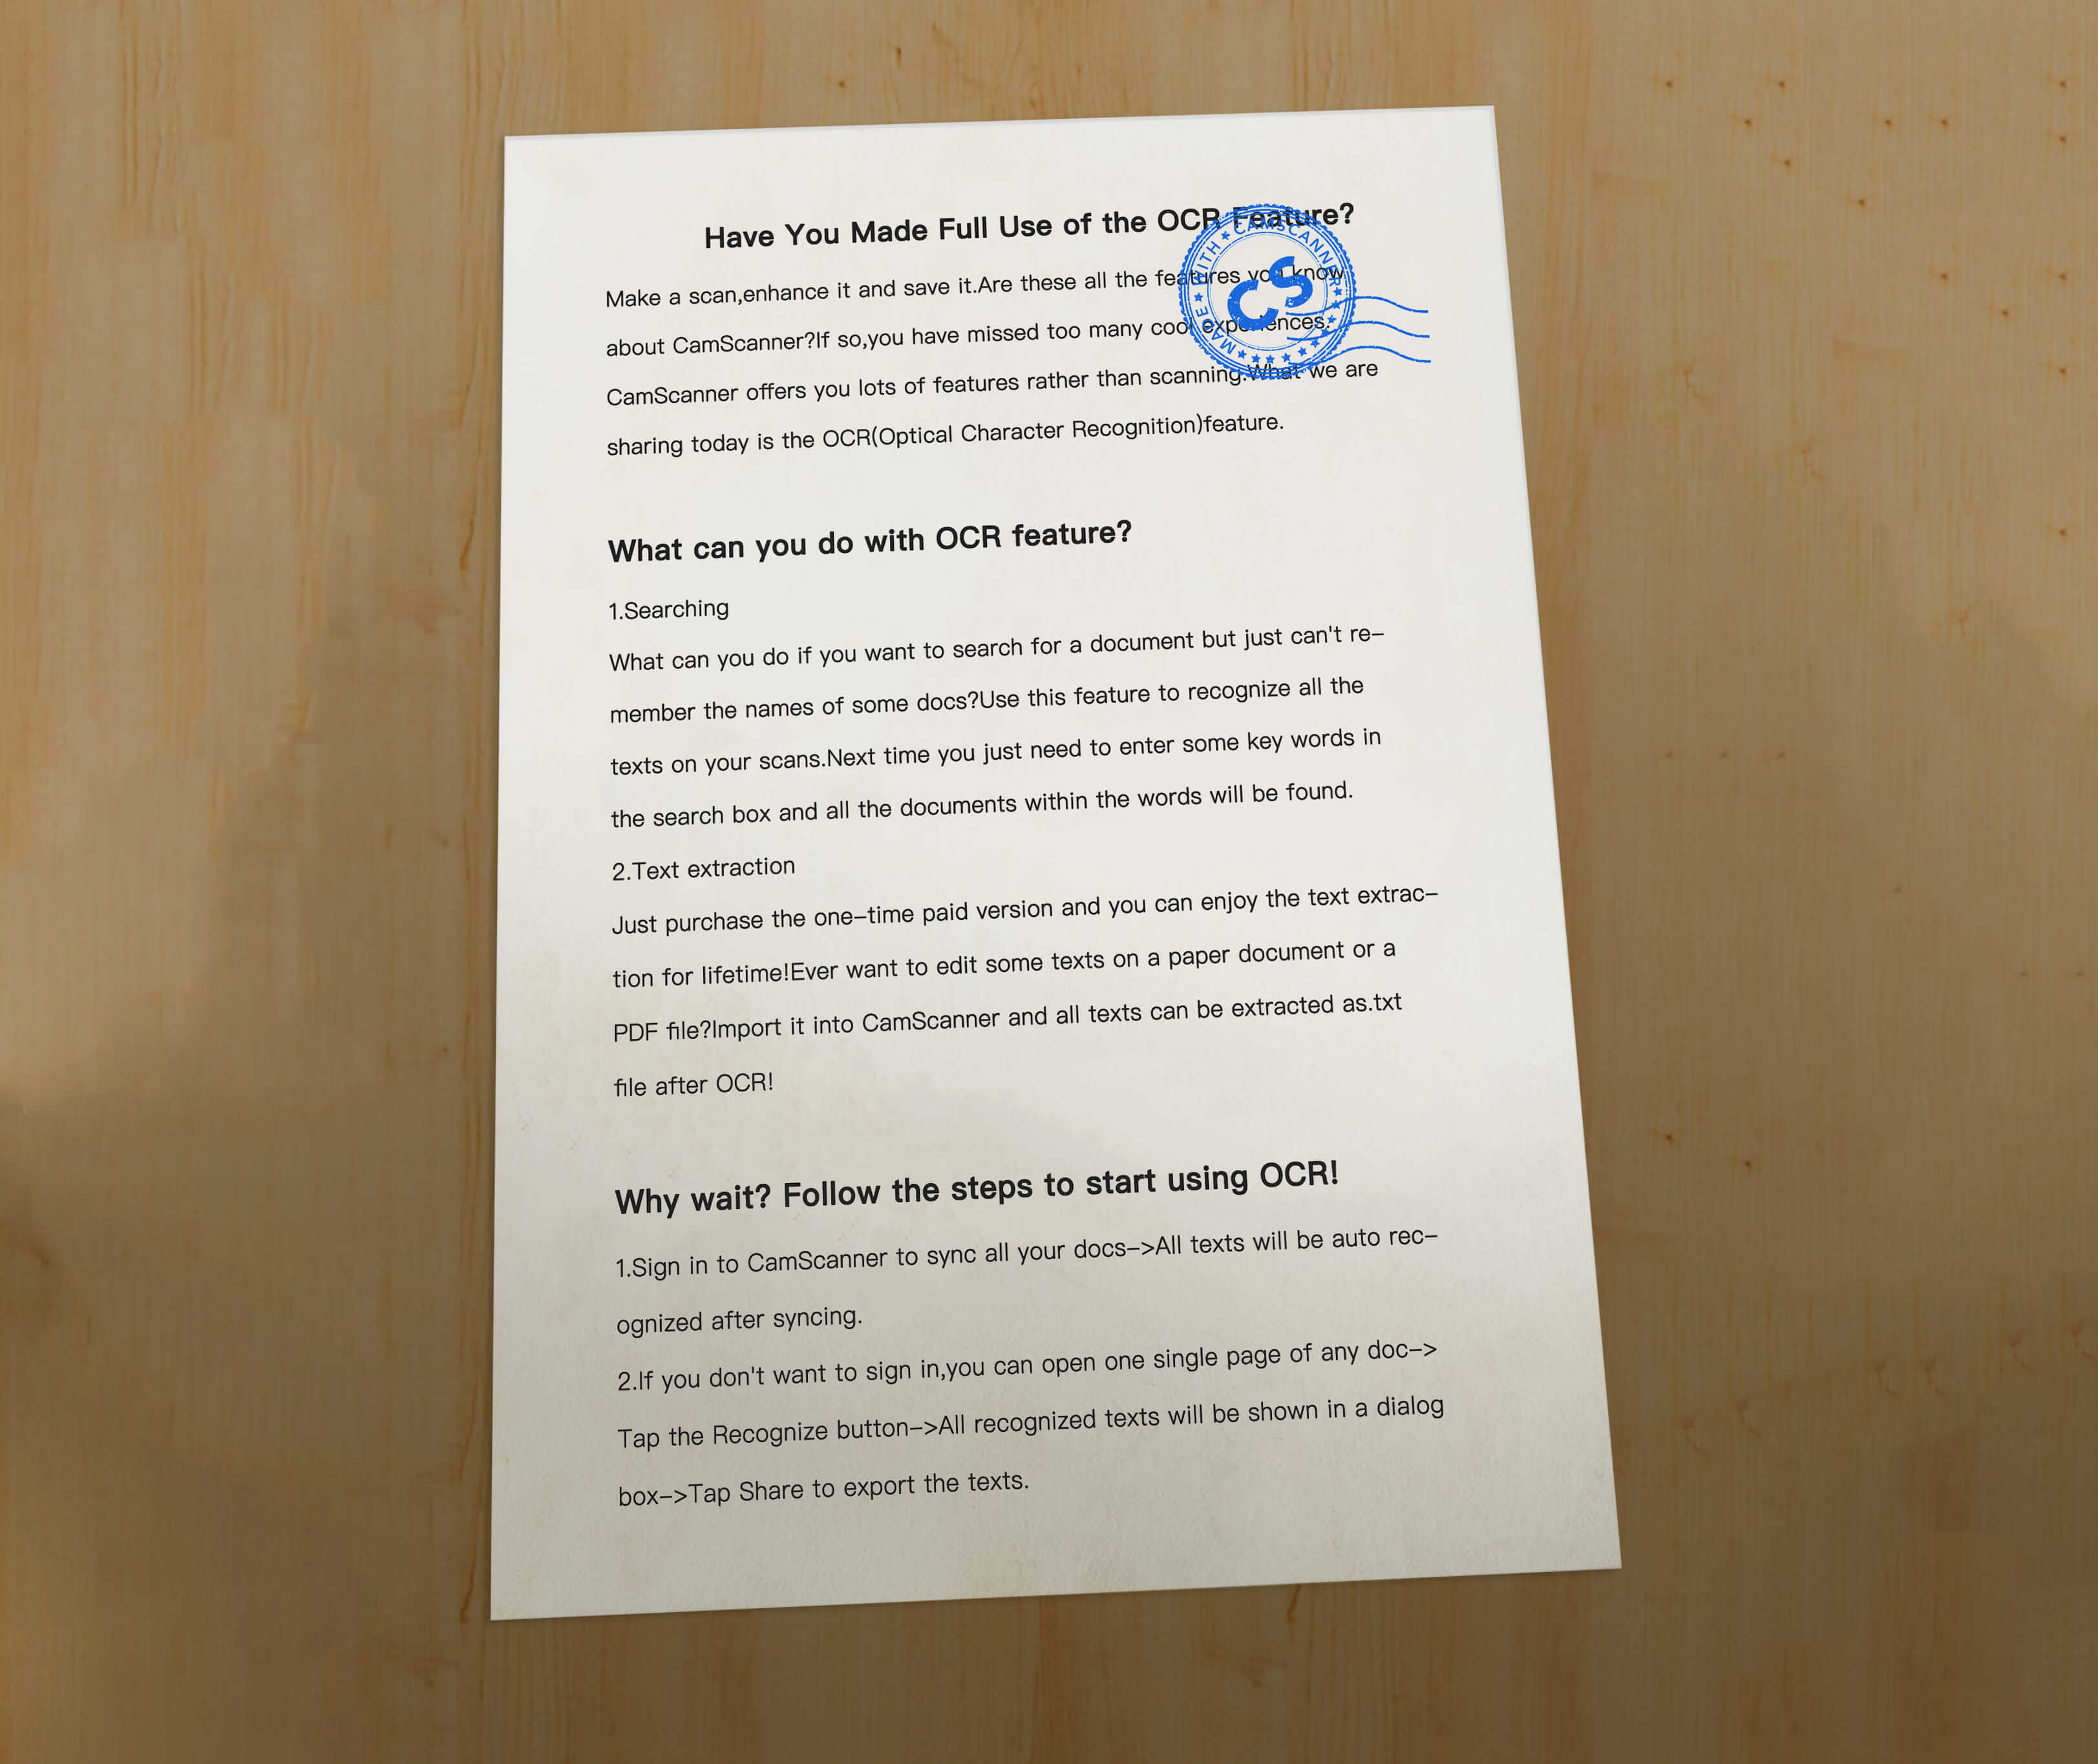 Have You Made Full Use of the OCR Feature?
Make a scan,enhance it and save it.Are these all the features you know
about CamScanner?If so,you have missed too many cool experiences.
CamScanner offers you lots of features rather than scanning.What we are
sharing today is the OCR(Optical Character Recognition)feature.
What can you do with OCR feature?
1.Searching
What can you do if you want to search for a document but just can't re–
member the names of some docs?Use this feature to recognize all the
texts on your scans.Next time you just need to enter some key words in
the search box and all the documents within the words will be found.
2.Text extraction
Just purchase the one–time paid version and you can enjoy the text extrac–
tion for lifetime!Ever want to edit some texts on a paper document or a
PDF file?Import it into CamScanner and all texts can be extracted as.txt
file after OCR!
Why wait? Follow the steps to start using OCR!
1.Sign in to CamScanner to sync all your docs–>All texts will be auto rec–
ognized after syncing.
2.If you don't want to sign in,you can open one single page of any doc–>
Tap the Recognize button–>All recognized texts will be shown in a dialog
box–>Tap Share to export the texts.
MADE ★ WITH ★ CAMSCANNER
CS